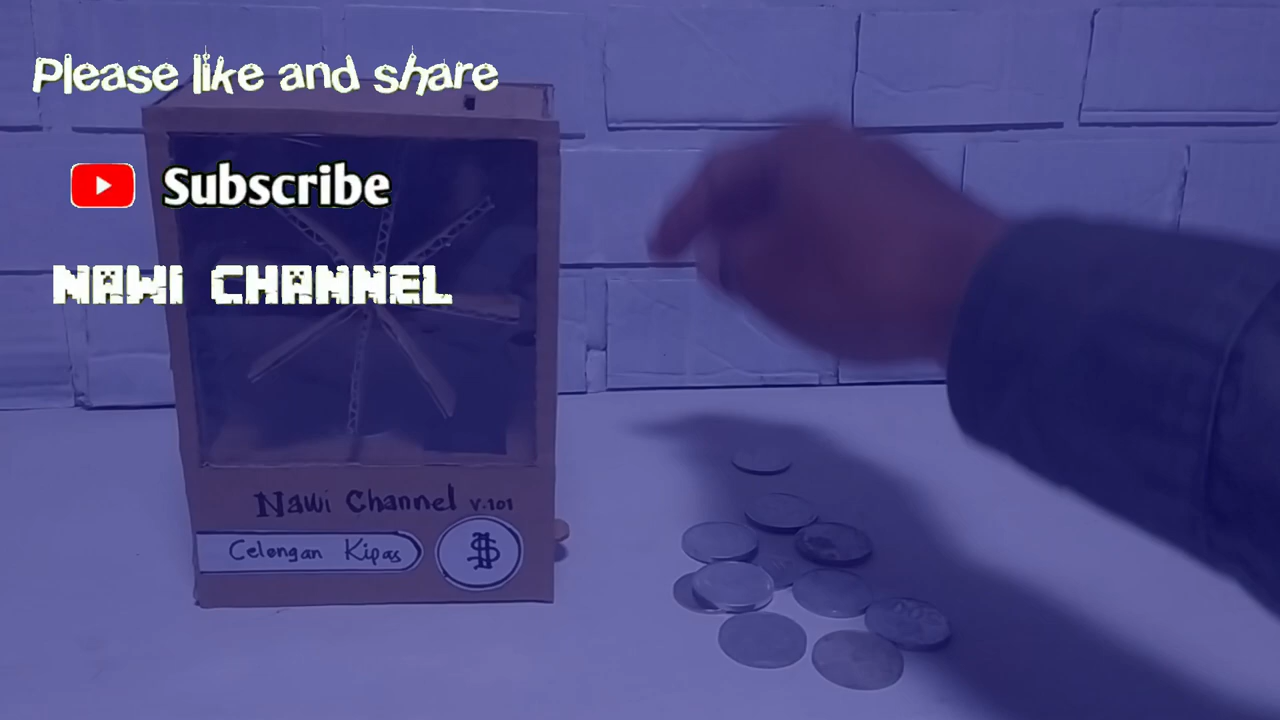 Please like and share
Subscribe
NAWI CHANNEL
Nawi Channel V.101
Celengan Kipas
$